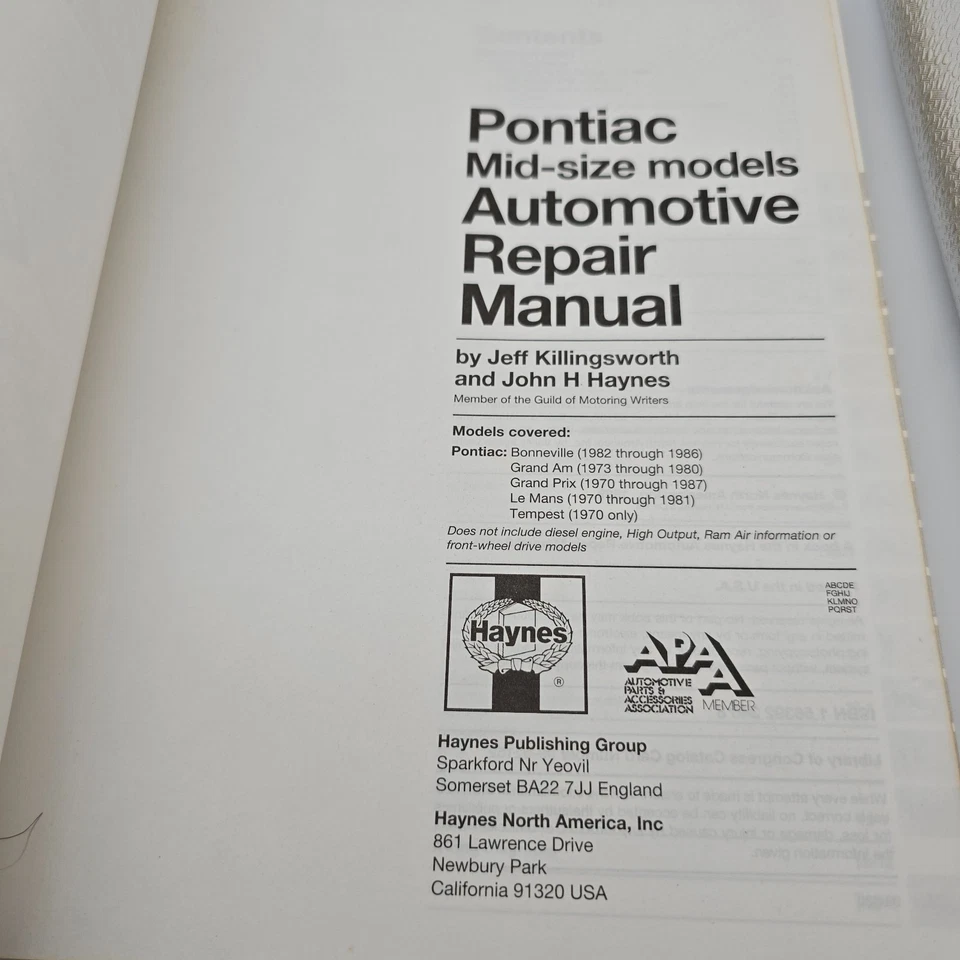 Pontiac
Mid-size models
Automotive
Repair
Manual
by Jeff Killingsworth
and John H Haynes
Member of the Guild of Motoring Writers
Models covered:
Pontiac: Bonneville (1982 through 1986)
Grand Am (1973 through 1980)
Grand Prix (1970 through 1987)
Le Mans (1970 through 1981)
Tempest (1970 only)
Does not include diesel engine, High Output, Ram Air information or
front-wheel drive models
ABCDE
FGHIJ
KLMNO
PQRST
Haynes
®
APAA
AUTOMOTIVE
PARTS &
ACCESSORIES
ASSOCIATION MEMBER
Haynes Publishing Group
Sparkford Nr Yeovil
Somerset BA22 7JJ England
Haynes North America, Inc
861 Lawrence Drive
Newbury Park
California 91320 USA